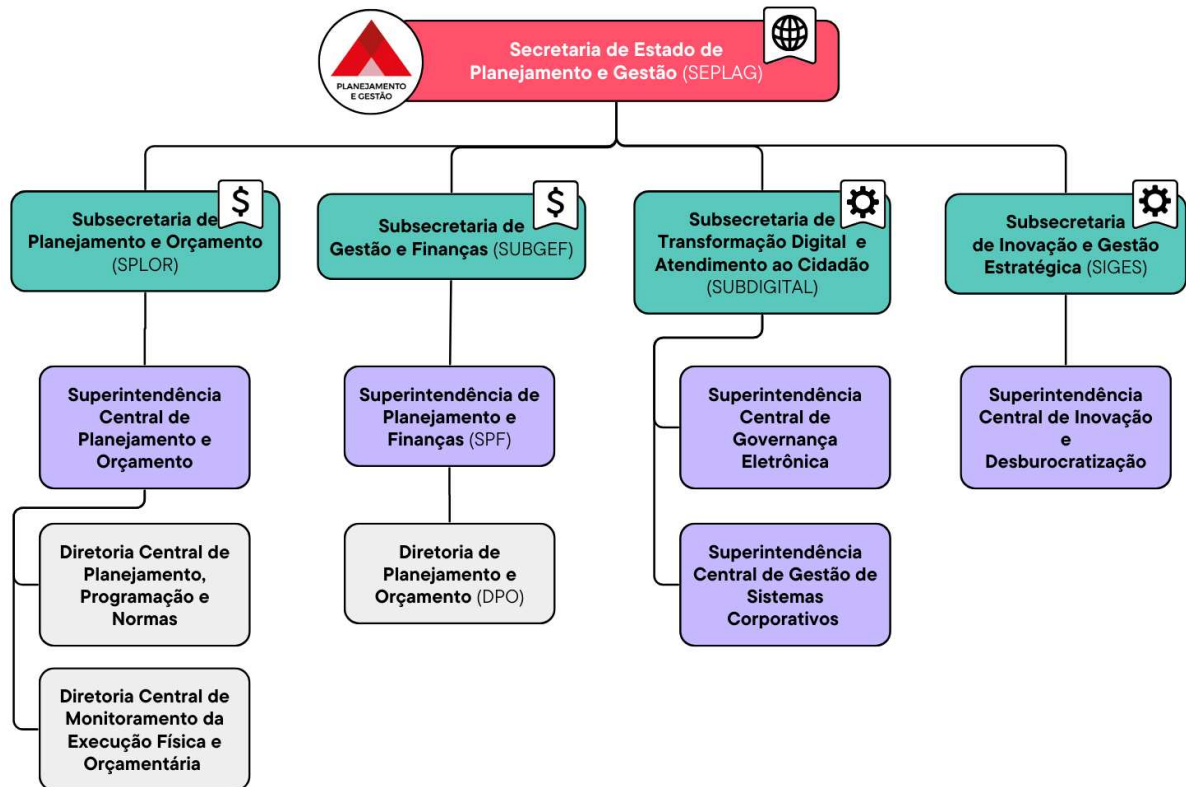 PLANEJAMENTO
E GESTÃO
Secretaria de Estado de
Planejamento e Gestão (SEPLAG)
Subsecretaria de
Planejamento e Orçamento
(SPLOR)
$
Subsecretaria de
Gestão e Finanças (SUBGEF)
$
Subsecretaria de
Transformação Digital e
Atendimento ao Cidadão
(SUBDIGITAL)
Subsecretaria
de Inovação e Gestão
Estratégica (SIGES)
Superintendência
Central de
Planejamento e
Orçamento
Superintendência de
Planejamento e
Finanças (SPF)
Superintendência
Central de
Governança
Eletrônica
Superintendência
Central de Inovação
e
Desburocratização
Diretoria Central de
Planejamento,
Programação e
Normas
Diretoria de
Planejamento e
Orçamento (DPO)
Superintendência
Central de Gestão de
Sistemas
Corporativos
Diretoria Central de
Monitoramento da
Execução Física e
Orçamentária